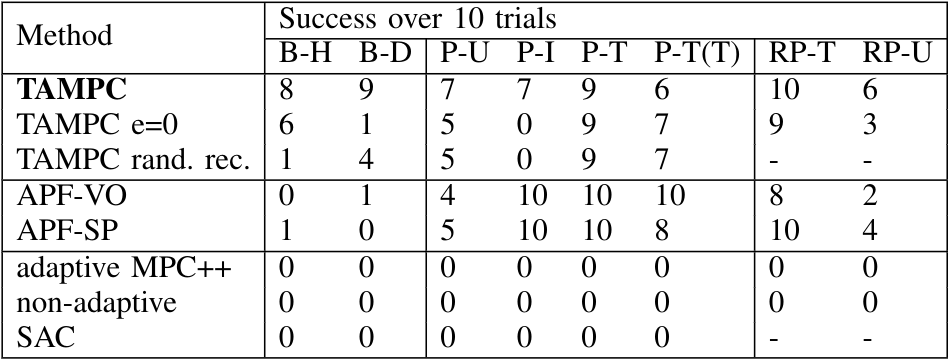 Method Success over 10 trials
B-H B-D P-U P-I P-T P-T(T) RP-T RP-U
TAMPC 8 9 7 7 9 6 10 6
TAMPC e=0 6 1 5 0 9 7 9 3
TAMPC rand. rec. 1 4 5 0 9 7 - -
APF-VO 0 1 4 10 10 10 8 2
APF-SP 1 0 5 10 10 8 10 4
adaptive MPC++ 0 0 0 0 0 0 0 0
non-adaptive 0 0 0 0 0 0 0 0
SAC 0 0 0 0 0 0 - -